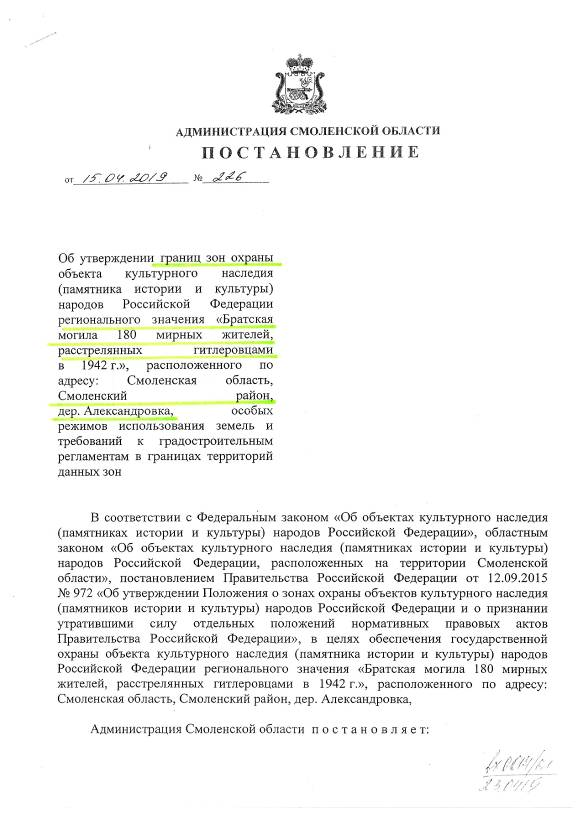 АДМИНИСТРАЦИЯ СМОЛЕНСКОЙ ОБЛАСТИ
ПОСТАНОВЛЕНИЕ
от 15.04.2019 № 226
Об утверждении границ зон охраны
объекта культурного наследия
(памятника истории и культуры)
народов Российской Федерации
регионального значения «Братская
могила 180 мирных жителей,
расстрелянных гитлеровцами
в 1942 г.», расположенного по
адресу: Смоленская область,
Смоленский район,
дер. Александровка, особых
режимов использования земель и
требований к градостроительным
регламентам в границах территорий
данных зон
В соответствии с Федеральным законом «Об объектах культурного наследия
(памятниках истории и культуры) народов Российской Федерации», областным
законом «Об объектах культурного наследия (памятниках истории и культуры)
народов Российской Федерации, расположенных на территории Смоленской
области», постановлением Правительства Российской Федерации от 12.09.2015
№ 972 «Об утверждении Положения о зонах охраны объектов культурного наследия
(памятников истории и культуры) народов Российской Федерации и о признании
утратившими силу отдельных положений нормативных правовых актов
Правительства Российской Федерации», в целях обеспечения государственной
охраны объекта культурного наследия (памятника истории и культуры) народов
Российской Федерации регионального значения «Братская могила 180 мирных
жителей, расстрелянных гитлеровцами в 1942 г.», расположенного по адресу:
Смоленская область, Смоленский район, дер. Александровка,
Администрация Смоленской области п о с т а н о в л я е т:
230419